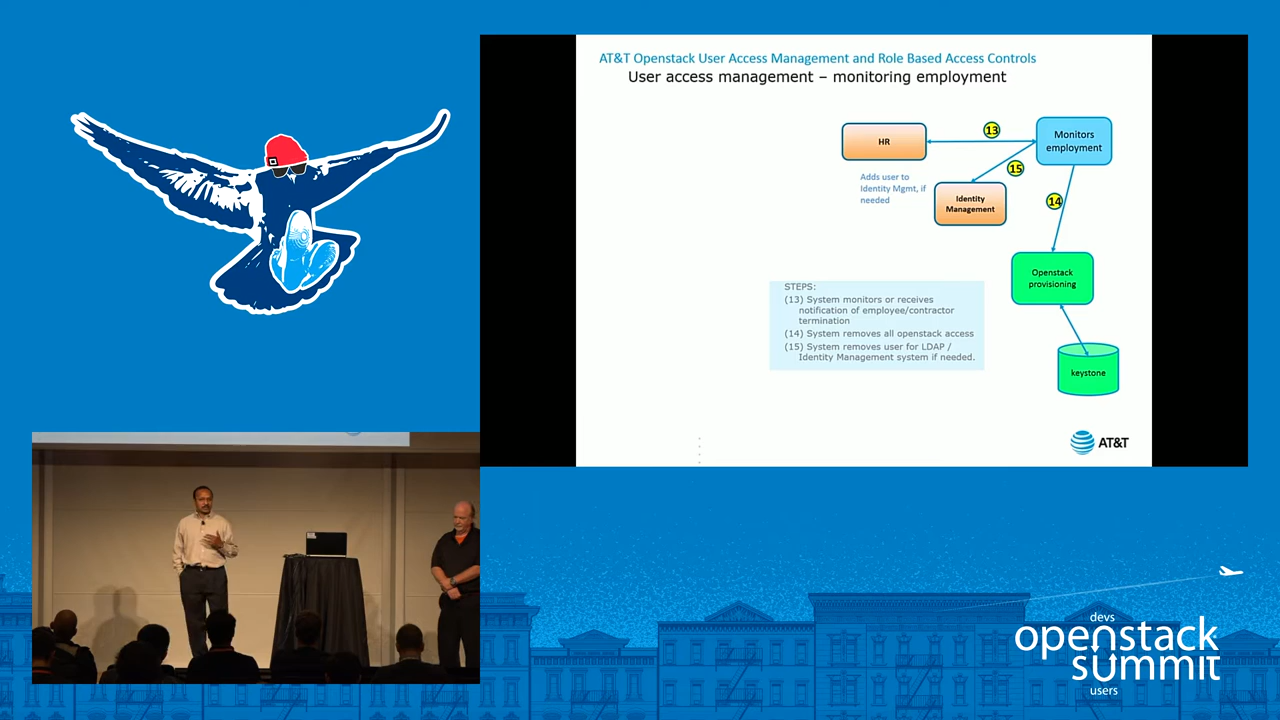 AT&T Openstack User Access Management and Role Based Access Controls
User access management – monitoring employment
HR
13
Monitors
employment
15
Adds user to
Identity Mgmt, if
needed
Identity
Management
14
Openstack
provisioning
STEPS:
(13) System monitors or receives
notification of employee/contractor
termination
(14) System removes all openstack access
(15) System removes user for LDAP /
Identity Management system if needed.
keystone
AT&T
devs
openstack
summit
users